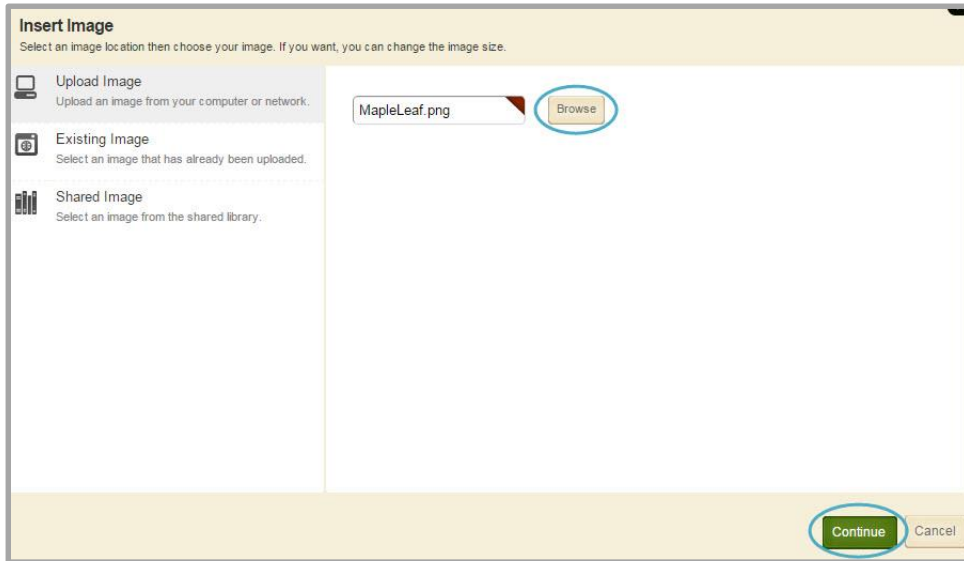 Insert Image
Select an image location then choose your image. If you want, you can change the image size.
Upload Image
Upload an image from your computer or network.
Existing Image
Select an image that has already been uploaded.
Shared Image
Select an image from the shared library.
MapleLeaf.png
Browse
Continue
Cancel